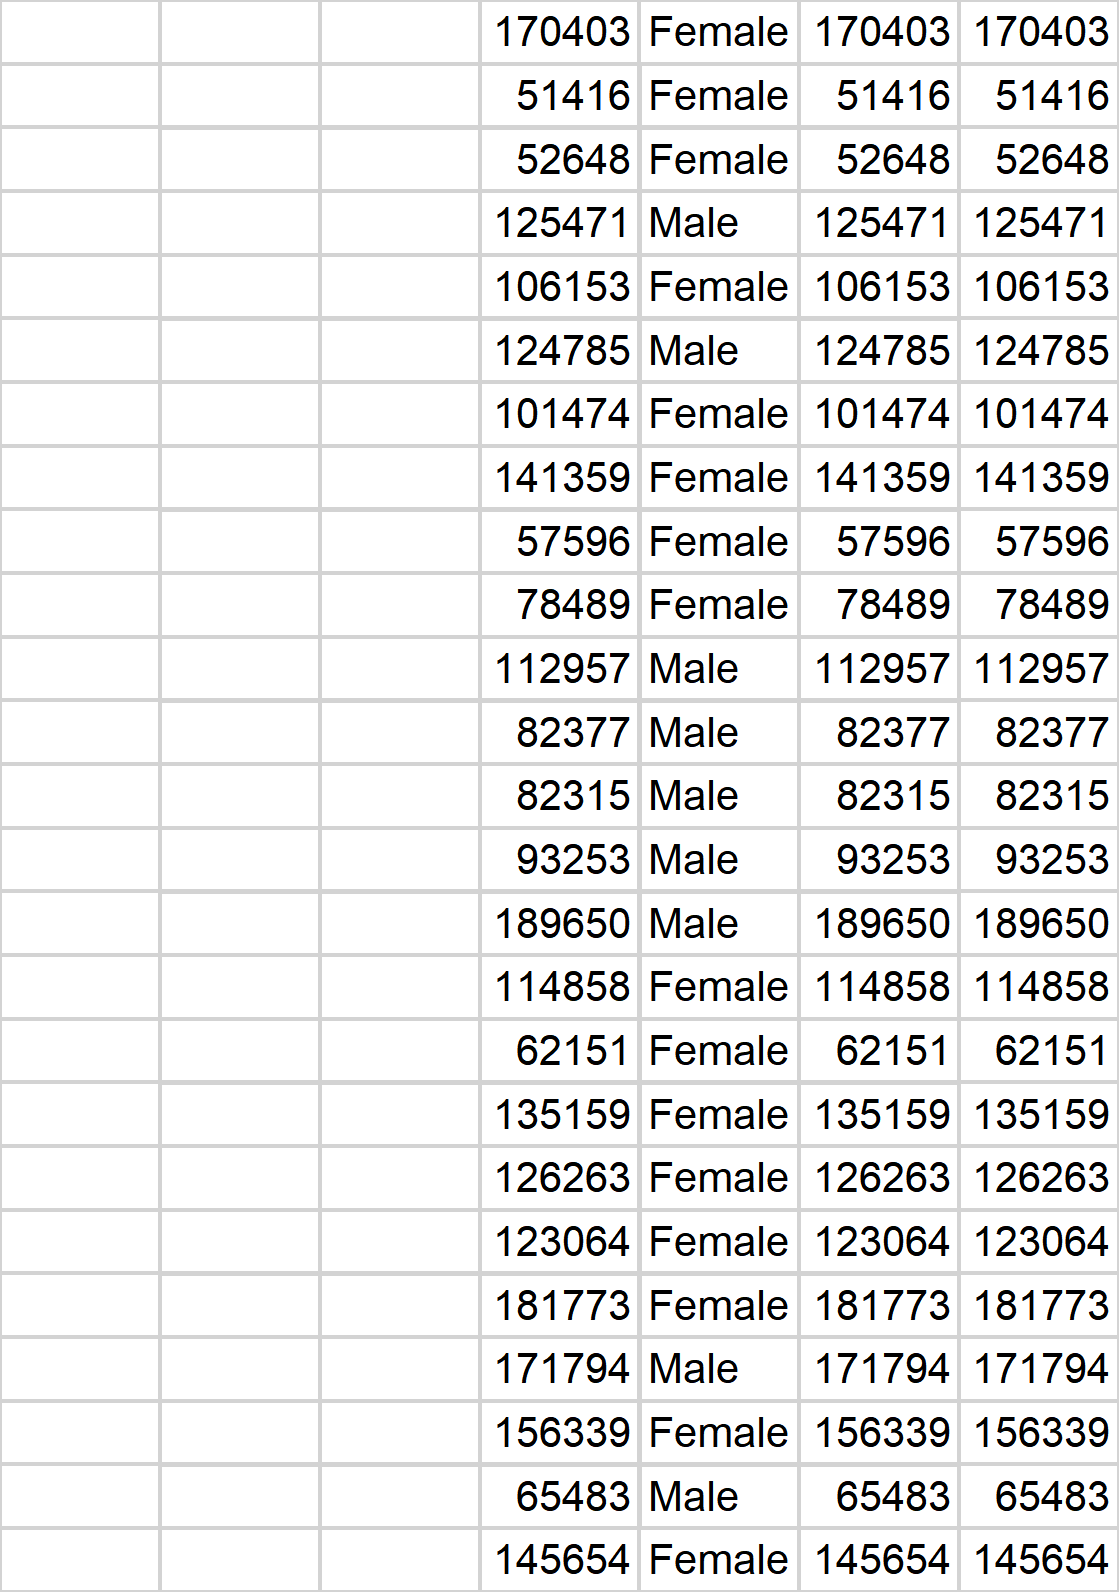 170403 Female 170403 170403
51416 Female 51416 51416
52648 Female 52648 52648
125471 Male 125471 125471
106153 Female 106153 106153
124785 Male 124785 124785
101474 Female 101474 101474
141359 Female 141359 141359
57596 Female 57596 57596
78489 Female 78489 78489
112957 Male 112957 112957
82377 Male 82377 82377
82315 Male 82315 82315
93253 Male 93253 93253
189650 Male 189650 189650
114858 Female 114858 114858
62151 Female 62151 62151
135159 Female 135159 135159
126263 Female 126263 126263
123064 Female 123064 123064
181773 Female 181773 181773
171794 Male 171794 171794
156339 Female 156339 156339
65483 Male 65483 65483
145654 Female 145654 145654